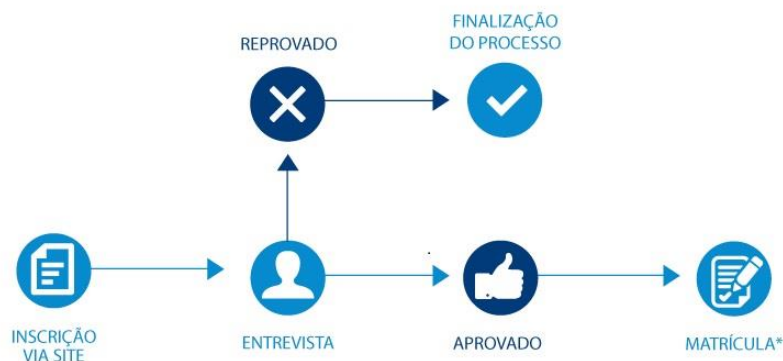 FINALIZAÇÃO
DO PROCESSO
REPROVADO
INSCRIÇÃO
VIA SITE
ENTREVISTA
APROVADO
MATRÍCULA*